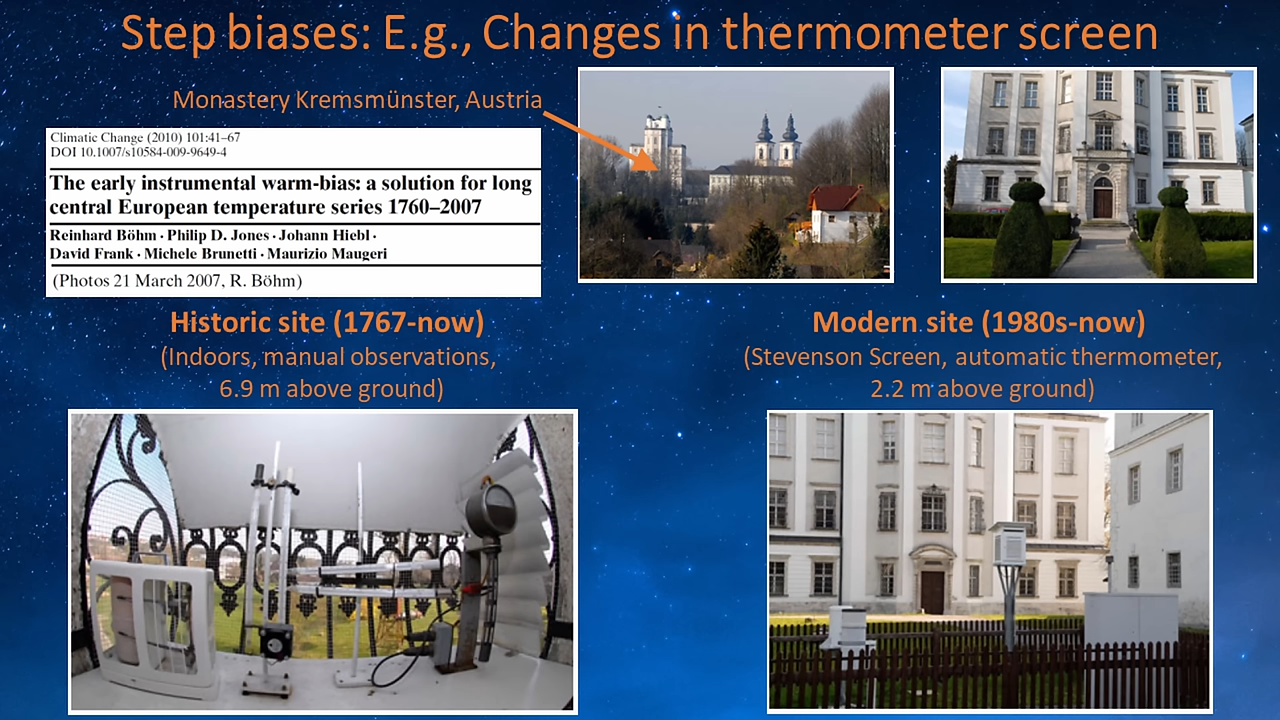 Step biases: E.g., Changes in thermometer screen
Monastery Kremsmünster, Austria
Climatic Change (2010) 101:41–67
DOI 10.1007/s10584-009-9649-4
The early instrumental warm-bias: a solution for long
central European temperature series 1760–2007
Reinhard Böhm · Philip D. Jones · Johann Hiebl ·
David Frank · Michele Brunetti · Maurizio Maugeri
(Photos 21 March 2007, R. Böhm)
Historic site (1767-now)
(Indoors, manual observations,
6.9 m above ground)
Modern site (1980s-now)
(Stevenson Screen, automatic thermometer,
2.2 m above ground)